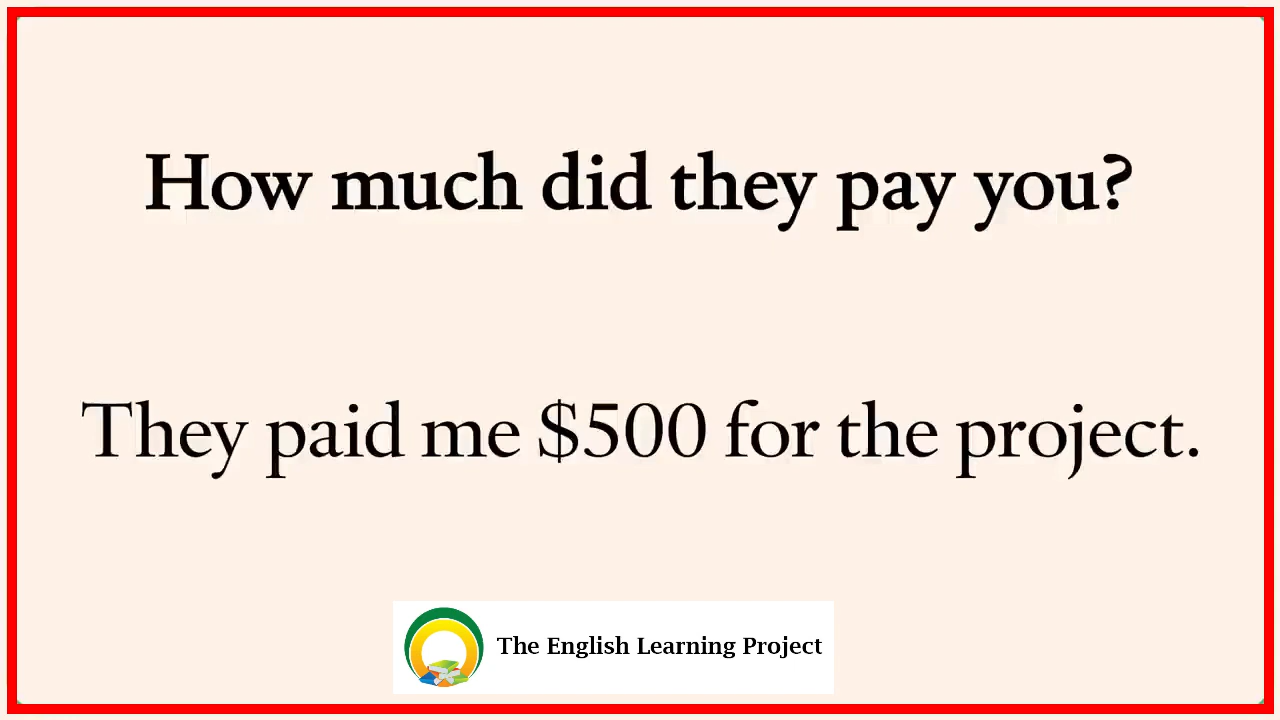 How much did they pay you?
They paid me $500 for the project.
The English Learning Project